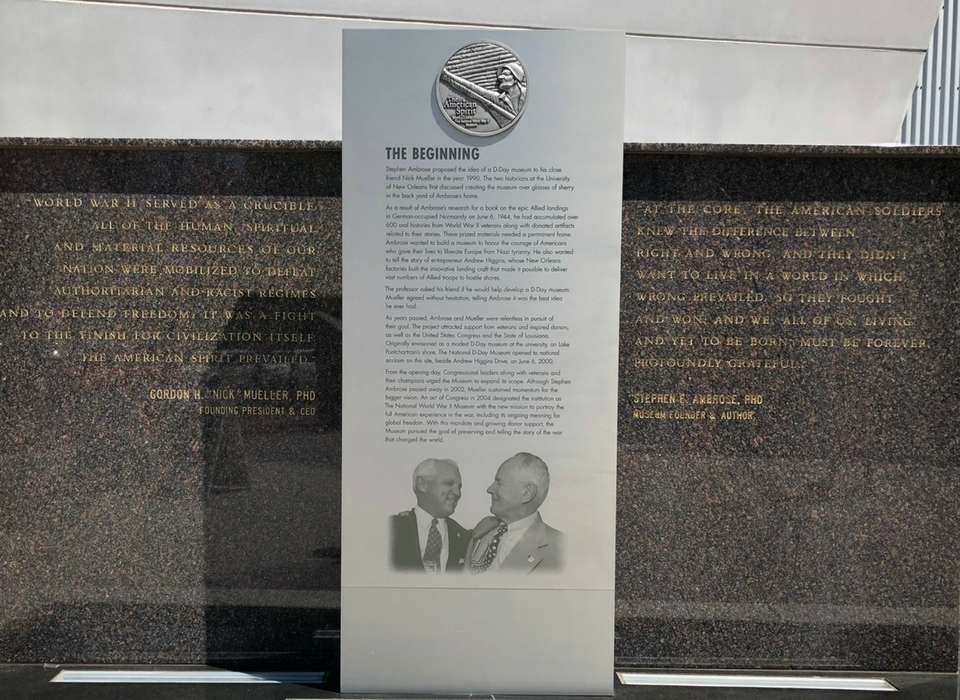 The
American
Spirit
THE BEGINNING
Stephen Ambrose proposed the idea of a D-Day museum to his close
friend Nick Mueller in the year 1990. The two historians at the University
of New Orleans first discussed creating the museum over glasses of sherry
in the back yard of Ambrose's home.
As a result of Ambrose's research for a book on the epic Allied landings
in German-occupied Normandy on June 6, 1944, he had accumulated over
600 oral histories from World War II veterans along with donated artifacts
related to their stories. These prized materials needed a permanent home.
Ambrose wanted to build a museum to honor the courage of Americans
who gave their lives to liberate Europe from Nazi tyranny. He also wanted
to tell the story of entrepreneur Andrew Higgins, whose New Orleans
factories built the innovative landing craft that made it possible to deliver
vast numbers of Allied troops to hostile shores.
The professor asked his friend if he would help develop a D-Day museum.
Mueller agreed without hesitation, telling Ambrose it was the best idea
he ever had.
As years passed, Ambrose and Mueller were relentless in pursuit of
their goal. The project attracted support from veterans and inspired donors,
as well as the United States Congress and the State of Louisiana.
Originally envisioned as a modest D-Day museum at the university, on Lake
Pontchartrain's shore, The National D-Day Museum opened to national
acclaim on this site, beside Andrew Higgins Drive, on June 6, 2000.
From the opening day, Congressional leaders along with veterans and
their champions urged the Museum to expand its scope. Although Stephen
Ambrose passed away in 2002, Mueller sustained momentum for the
bigger vision. An act of Congress in 2004 designated the institution as
The National World War II Museum with the new mission to portray the
full American experience in the war, including its ongoing meaning for
global freedom. With this mandate and growing donor support, the
Museum pursued the goal of preserving and telling the story of the war
that changed the world.
"WORLD WAR II SERVED AS A CRUCIBLE.
ALL OF THE HUMAN, SPIRITUAL
AND MATERIAL RESOURCES OF OUR
NATION WERE MOBILIZED TO DEFEAT
AUTHORITARIAN AND RACIST REGIMES
AND TO DEFEND FREEDOM. IT WAS A FIGHT
TO THE FINISH FOR CIVILIZATION ITSELF.
THE AMERICAN SPIRIT PREVAILED."
GORDON H. "NICK" MUELLER, PHD
FOUNDING PRESIDENT & CEO
"AT THE CORE, THE AMERICAN SOLDIERS
KNEW THE DIFFERENCE BETWEEN
RIGHT AND WRONG, AND THEY DIDN'T
WANT TO LIVE IN A WORLD IN WHICH
WRONG PREVAILED. SO THEY FOUGHT,
AND WON, AND WE, ALL OF US, LIVING
AND YET TO BE BORN, MUST BE FOREVER
PROFOUNDLY GRATEFUL."
STEPHEN E. AMBROSE, PHD
MUSEUM FOUNDER & AUTHOR